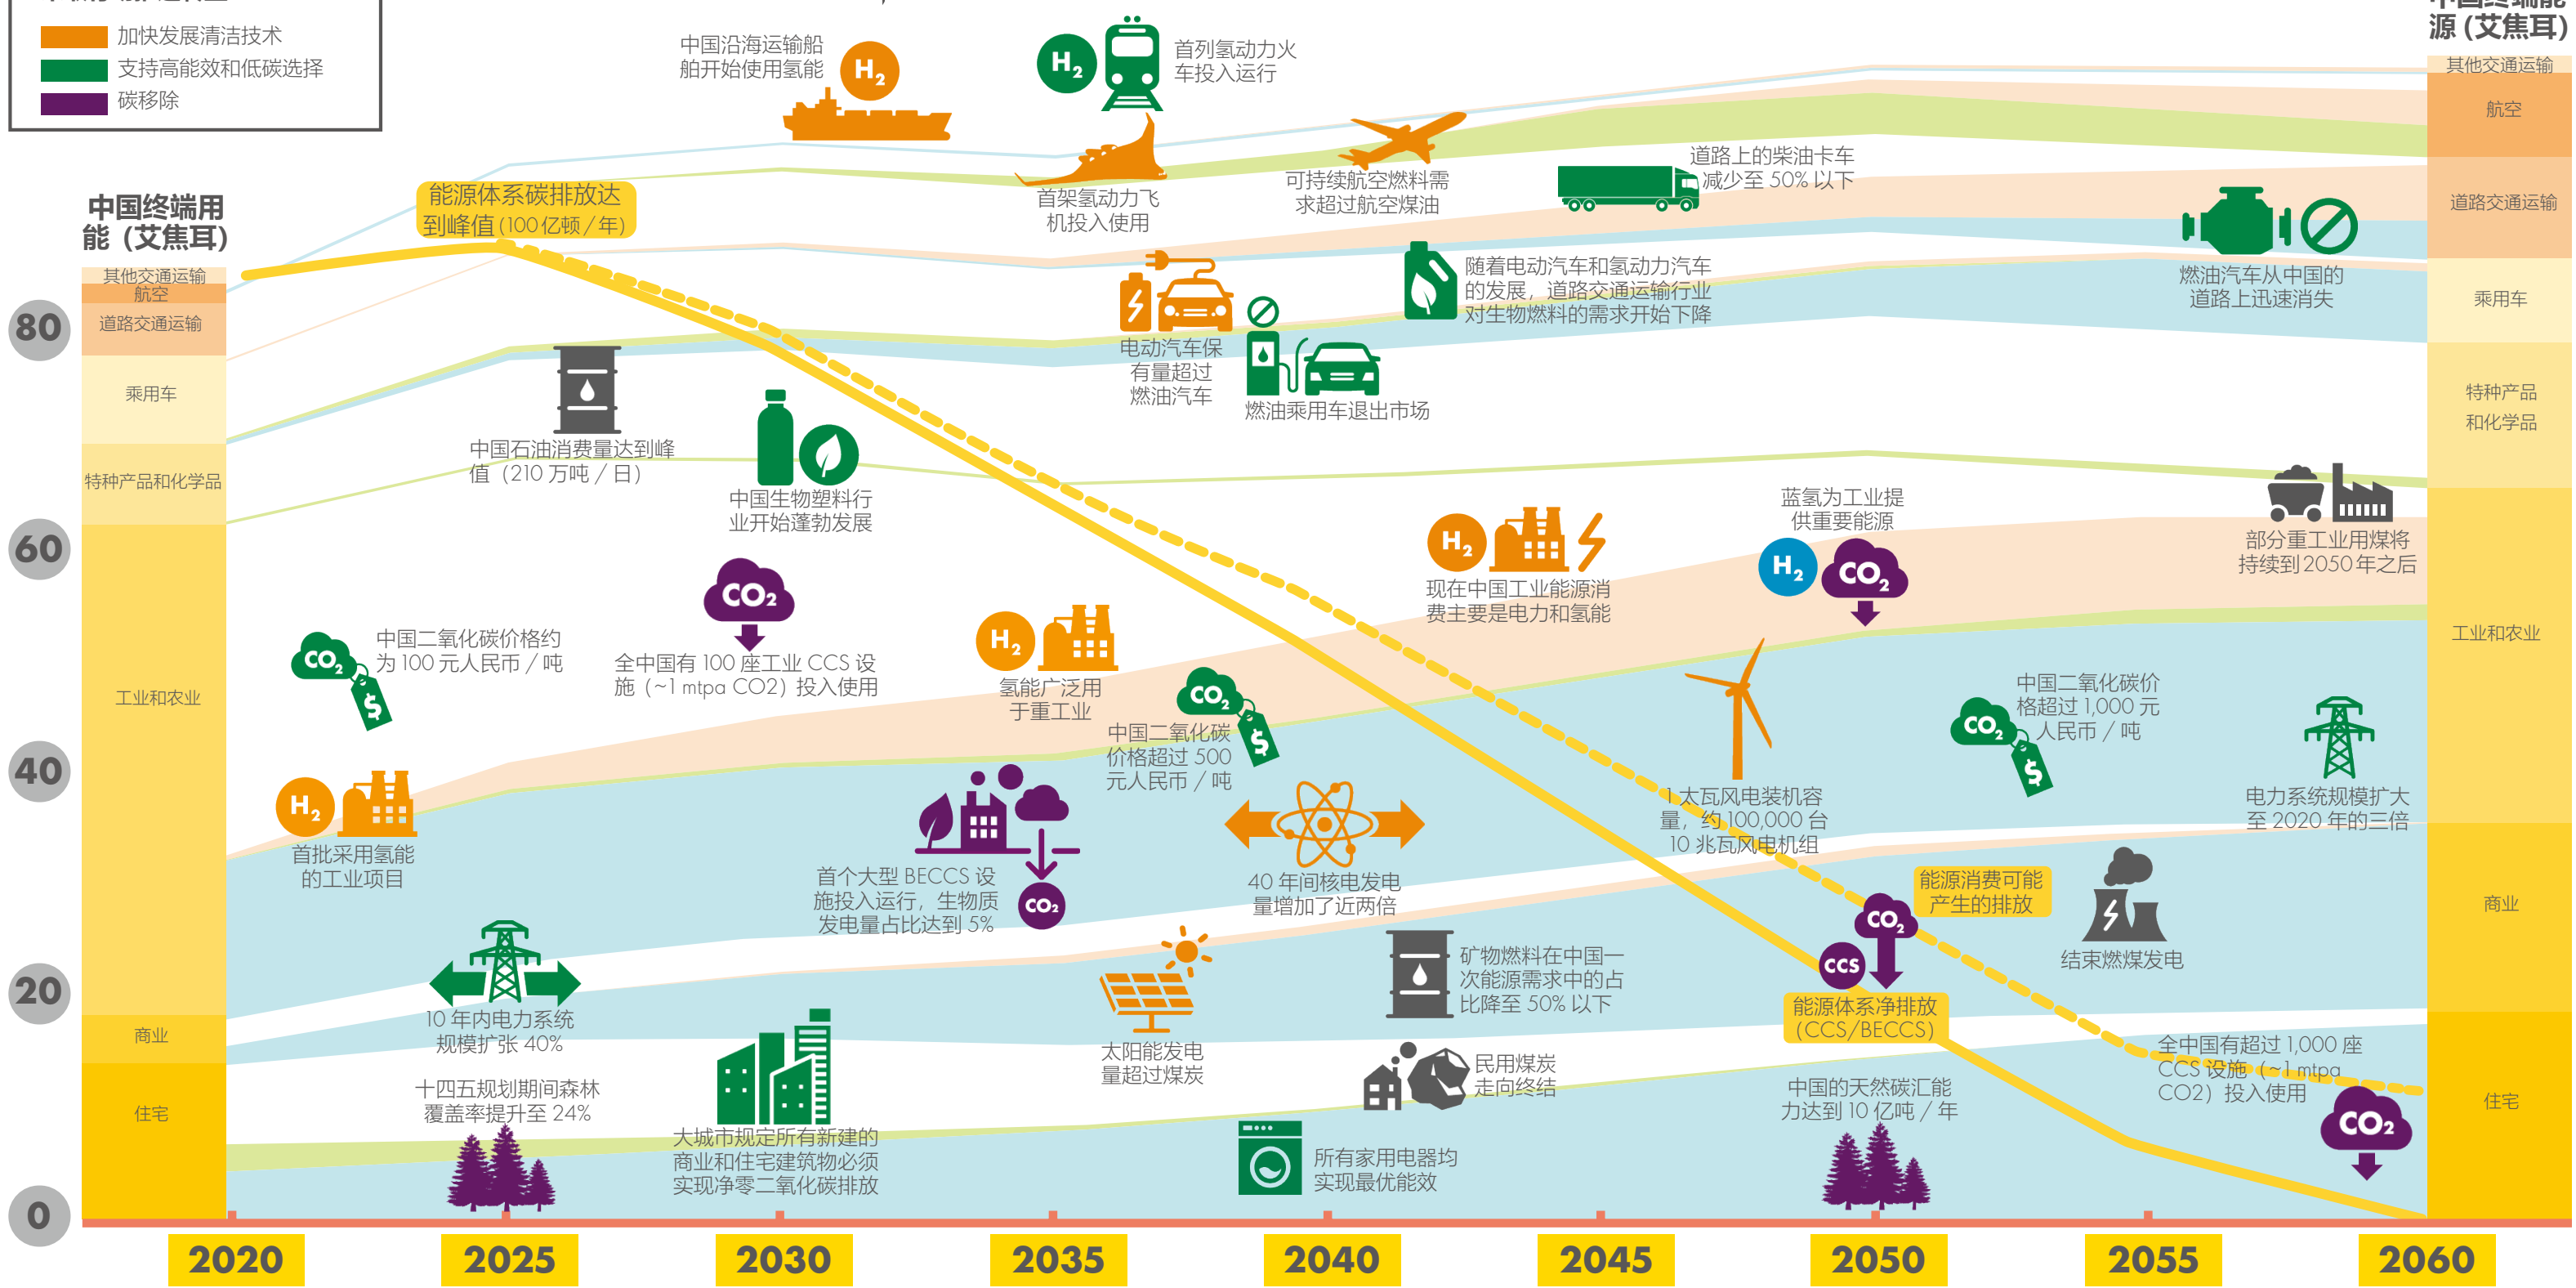 加快发展清洁技术
支持高能效和低碳选择
碳移除
中国终端用
能（艾焦耳）
其他交通运输
航空
道路交通运输
乘用车
特种产品和化学品
工业和农业
商业
住宅
80
60
40
20
0
中国沿海运输船
舶开始使用氢能
H₂
H₂
首列氢动力火
车投入运行
能源体系碳排放达
到峰值 (100亿顿 / 年)
首架氢动力飞
机投入使用
可持续航空燃料需
求超过航空煤油
道路上的柴油卡车
减少至 50% 以下
电动汽车保
有量超过
燃油汽车
燃油乘用车退出市场
随着电动汽车和氢动力汽车
的发展，道路交通运输行业
对生物燃料的需求开始下降
燃油汽车从中国的
道路上迅速消失
中国石油消费量达到峰
值（210 万吨 / 日）
中国生物塑料行
业开始蓬勃发展
CO₂
$
中国二氧化碳价格约
为 100 元人民币 / 吨
CO₂
全中国有 100 座工业 CCS 设
施（~1 mtpa CO2）投入使用
H₂
氢能广泛用
于重工业
H₂
现在中国工业能源消
费主要是电力和氢能
蓝氢为工业提
供重要能源
H₂
CO₂
部分重工业用煤将
持续到 2050 年之后
H₂
首批采用氢能
的工业项目
CO₂
$
中国二氧化碳
价格超过 500
元人民币 / 吨
首个大型 BECCS 设
施投入运行，生物质
发电量占比达到 5%
CO₂
40 年间核电发电
量增加了近两倍
1 太瓦风电装机容
量，约 100,000 台
10 兆瓦风电机组
CO₂
$
中国二氧化碳价
格超过 1,000 元
人民币 / 吨
电力系统规模扩大
至 2020 年的三倍
10 年内电力系统
规模扩张 40%
太阳能发电
量超过煤炭
矿物燃料在中国一
次能源需求中的占
比降至 50% 以下
能源消费可能
产生的排放
CO₂
CCS
能源体系净排放
（CCS/BECCS）
结束燃煤发电
十四五规划期间森林
覆盖率提升至 24%
大城市规定所有新建的
商业和住宅建筑物必须
实现净零二氧化碳排放
民用煤炭
走向终结
所有家用电器均
实现最优能效
中国的天然碳汇能
力达到 10 亿吨 / 年
全中国有超过 1,000 座
CCS 设施（~1 mtpa
CO2）投入使用
CO₂
中国终端能
源 (艾焦耳)
其他交通运输
航空
道路交通运输
乘用车
特种产品
和化学品
工业和农业
商业
住宅
2020
2025
2030
2035
2040
2045
2050
2055
2060